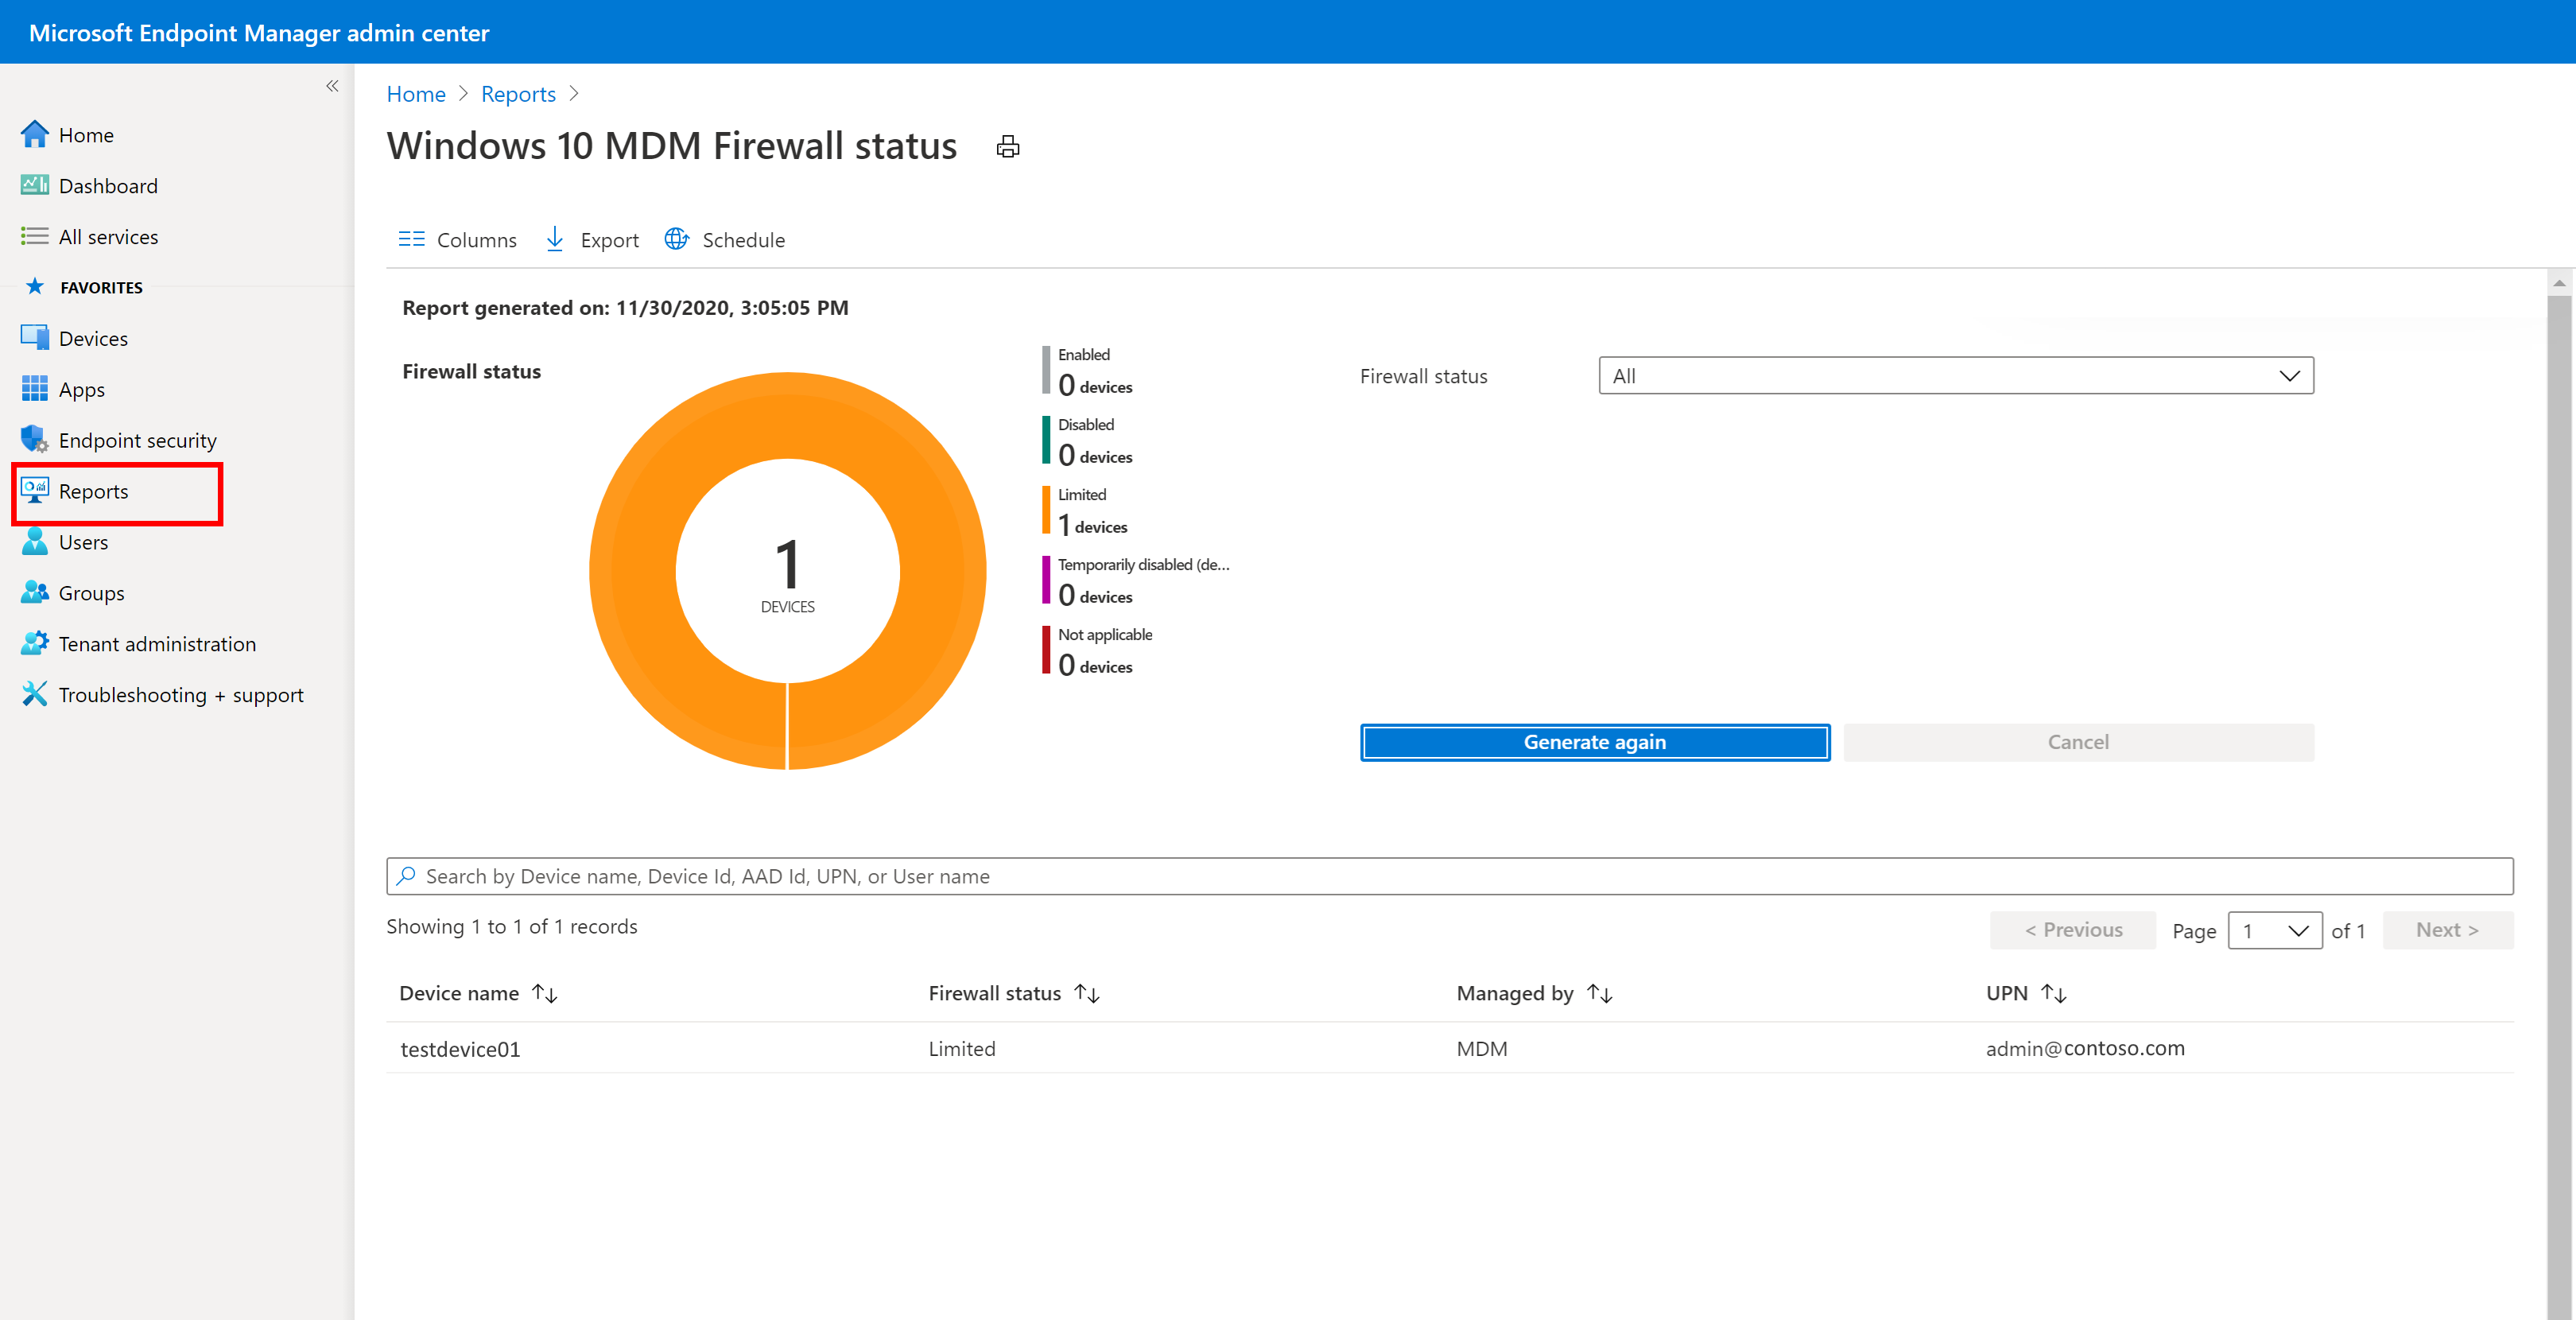 Microsoft Endpoint Manager admin center
«
Home
Dashboard
All services
FAVORITES
Devices
Apps
Endpoint security
Reports
Users
Groups
Tenant administration
Troubleshooting + support
Home > Reports >
Windows 10 MDM Firewall status
Columns Export Schedule
Report generated on: 11/30/2020, 3:05:05 PM
Firewall status
1
DEVICES
Enabled
0 devices
Disabled
0 devices
Limited
1 devices
Temporarily disabled (de...
0 devices
Not applicable
0 devices
Firewall status All
Generate again Cancel
Search by Device name, Device Id, AAD Id, UPN, or User name
Showing 1 to 1 of 1 records
< Previous Page 1 of 1 Next >
Device name ↑↓ Firewall status ↑↓ Managed by ↑↓ UPN ↑↓
testdevice01 Limited MDM admin@contoso.com